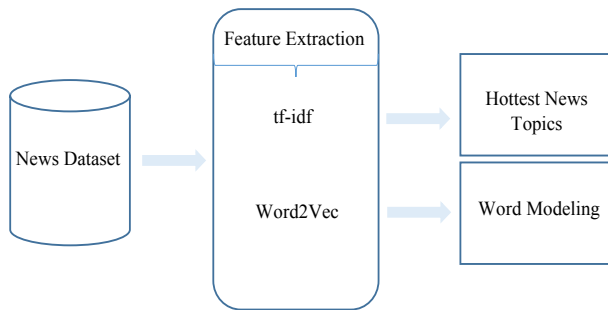 Feature Extraction
News Dataset
tf-idf
Word2Vec
Hottest News
Topics
Word Modeling